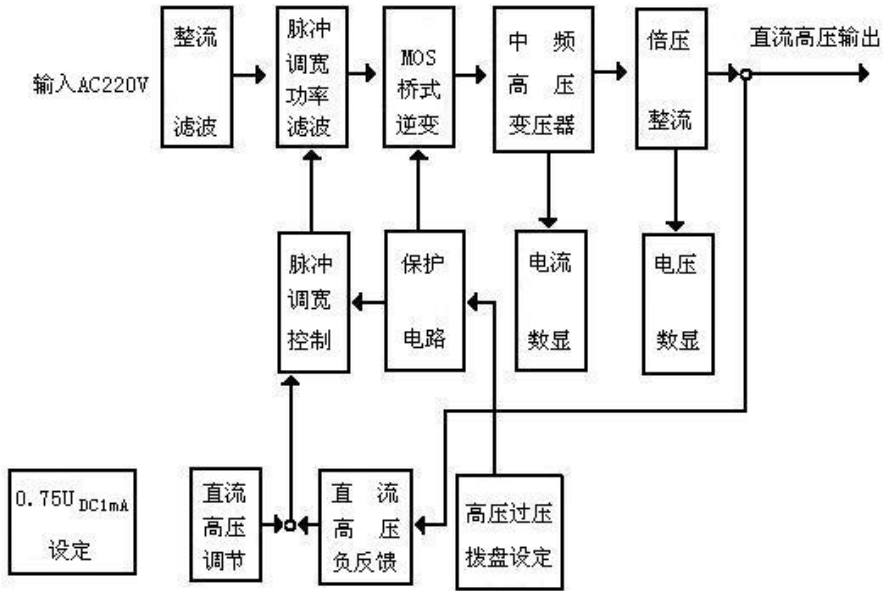 输入AC220V
整流
滤波
脉冲
调宽
功率
滤波
MOS
桥式
逆变
中 频
高 压
变压器
倍压
整流
直流高压输出
脉冲
调宽
控制
保护
电路
电流
数显
电压
数显
0.75U DC1mA
设定
直流
高压
调节
直 流
高 压
负反馈
高压过压
拨盘设定